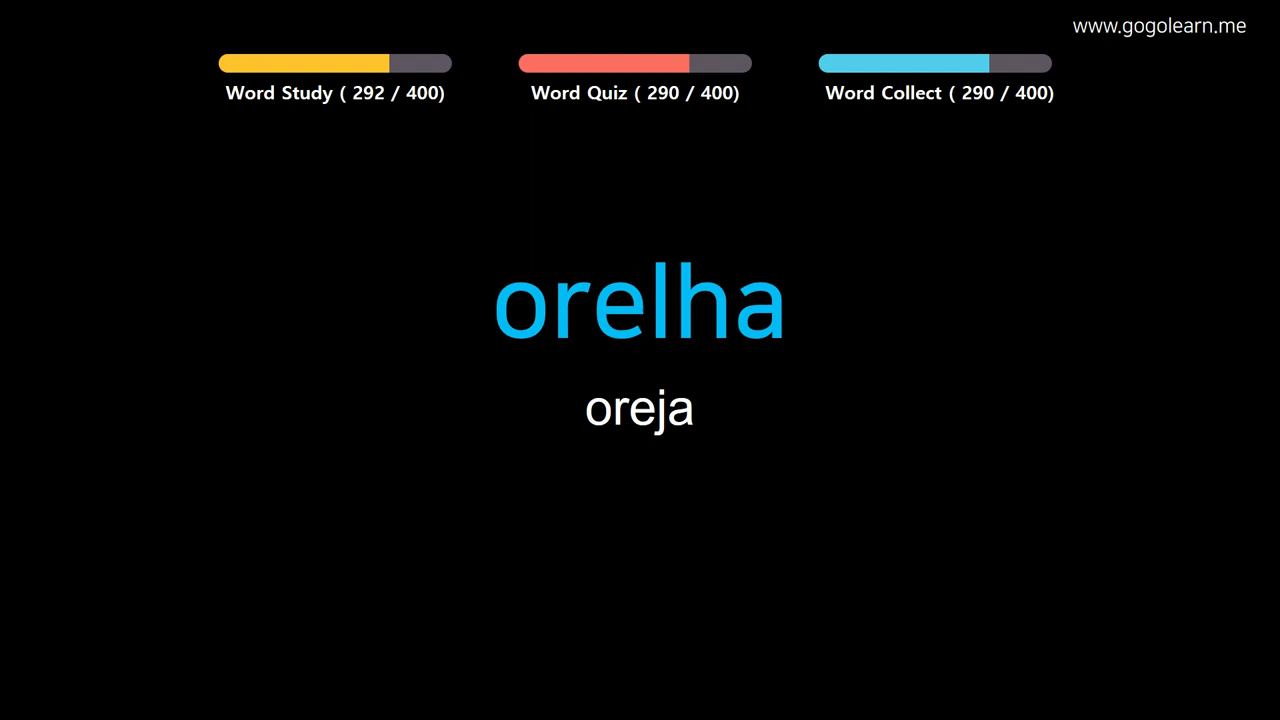 www.gogolearn.me
Word Study ( 292 / 400) Word Quiz ( 290 / 400) Word Collect ( 290 / 400)
orelha
oreja